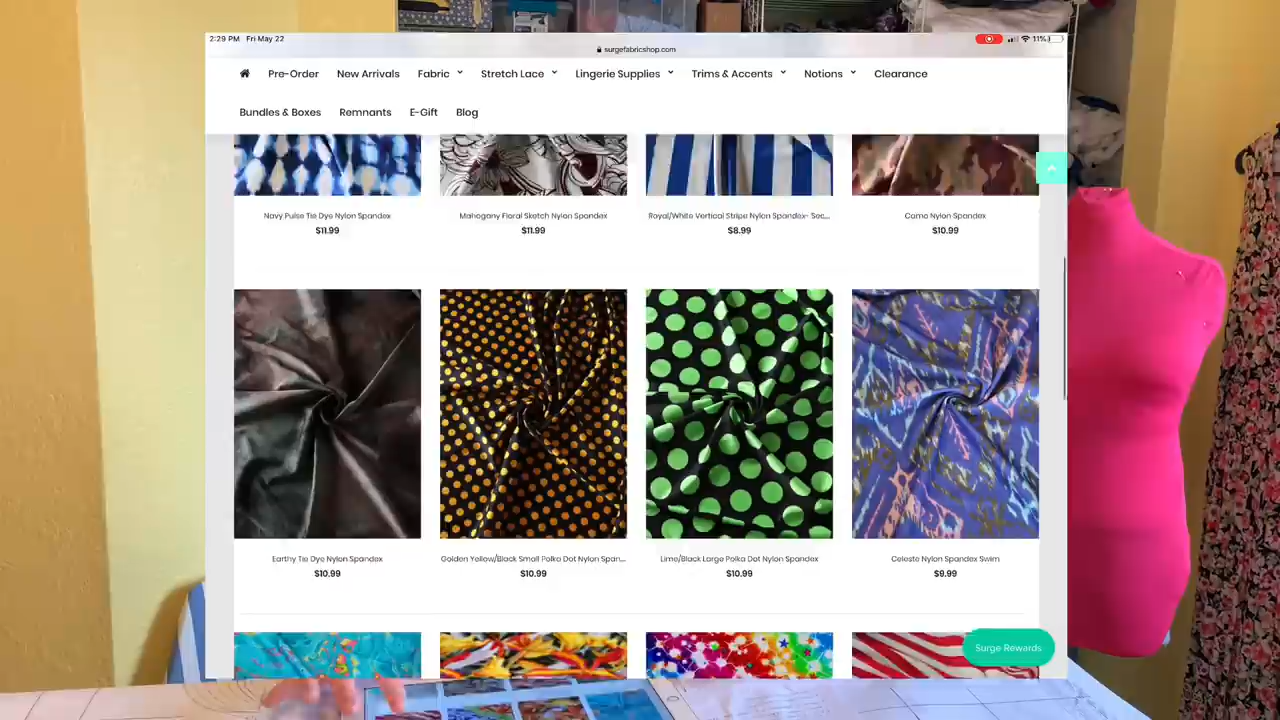 2:29 PM Fri May 22
11%
surgefabricshop.com
Pre-Order New Arrivals Fabric Stretch Lace Lingerie Supplies Trims & Accents Notions Clearance
Bundles & Boxes Remnants E-Gift Blog
Navy Pulse Tie Dye Nylon Spandex
$11.99
Mahogany Floral Sketch Nylon Spandex
$11.99
Royal/White Vertical Stripe Nylon Spandex- Sec...
$8.99
Camo Nylon Spandex
$10.99
Earthy Tie Dye Nylon Spandex
$10.99
Golden Yellow/Black Small Polka Dot Nylon Span...
$10.99
Lime/Black Large Polka Dot Nylon Spandex
$10.99
Celeste Nylon Spandex Swim
$9.99
Surge Rewards